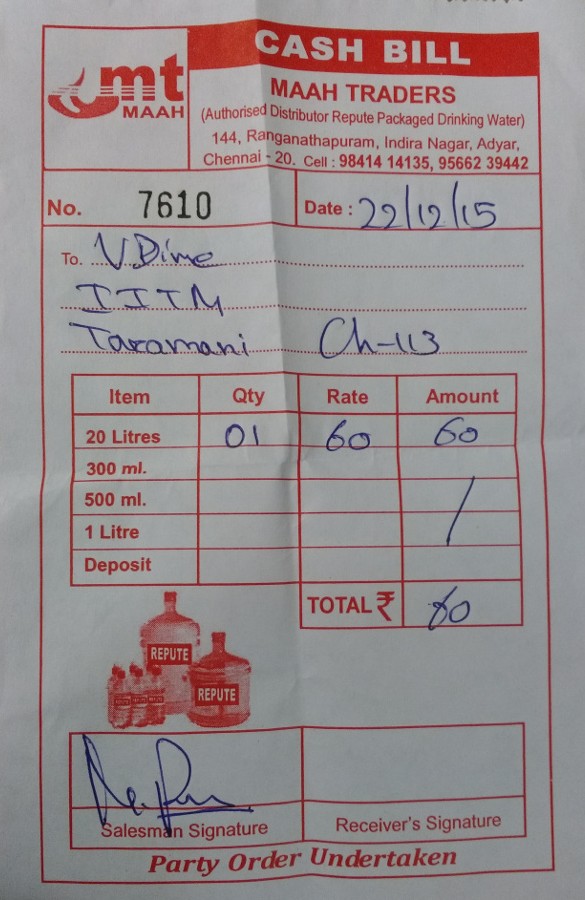 CASH BILL
mt
MAAH
MAAH TRADERS
(Authorised Distributor Repute Packaged Drinking Water)
144, Ranganathapuram, Indira Nagar, Adyar,
Chennai - 20. Cell : 98414 14135, 95662 39442
No. 7610 Date : 22/12/15
To. V Dime
IITM
Taramani Ch-113
Item Qty Rate Amount
20 Litres 01 60 60
300 ml.
500 ml.
1 Litre
Deposit
TOTAL ₹ 60
REPUTE
REPUTE
Salesman Signature Receiver's Signature
Party Order Undertaken